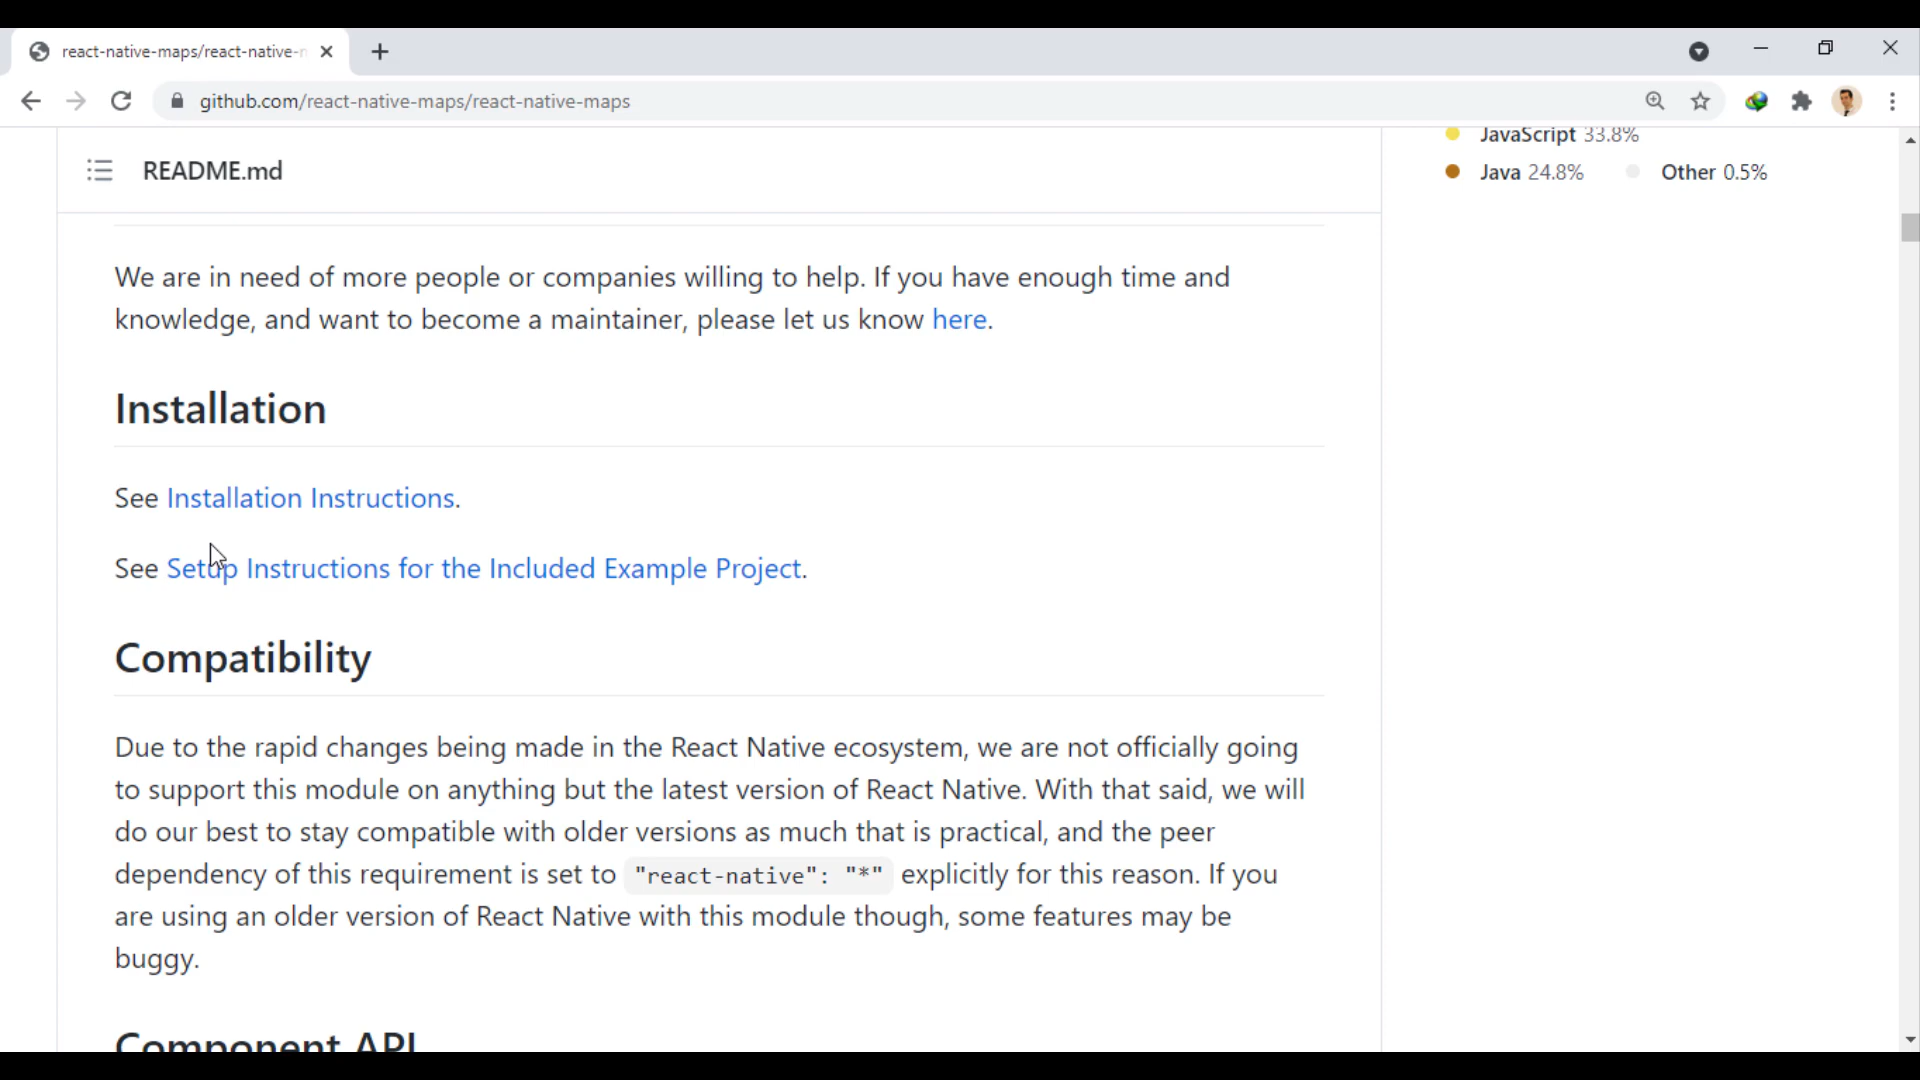 react-native-maps/react-native-n
github.com/react-native-maps/react-native-maps
JavaScript 33.8%
Java 24.8% Other 0.5%
README.md
We are in need of more people or companies willing to help. If you have enough time and
knowledge, and want to become a maintainer, please let us know here.
Installation
See Installation Instructions.
See Setup Instructions for the Included Example Project.
Compatibility
Due to the rapid changes being made in the React Native ecosystem, we are not officially going
to support this module on anything but the latest version of React Native. With that said, we will
do our best to stay compatible with older versions as much that is practical, and the peer
dependency of this requirement is set to "react-native": "*" explicitly for this reason. If you
are using an older version of React Native with this module though, some features may be
buggy.
Component API